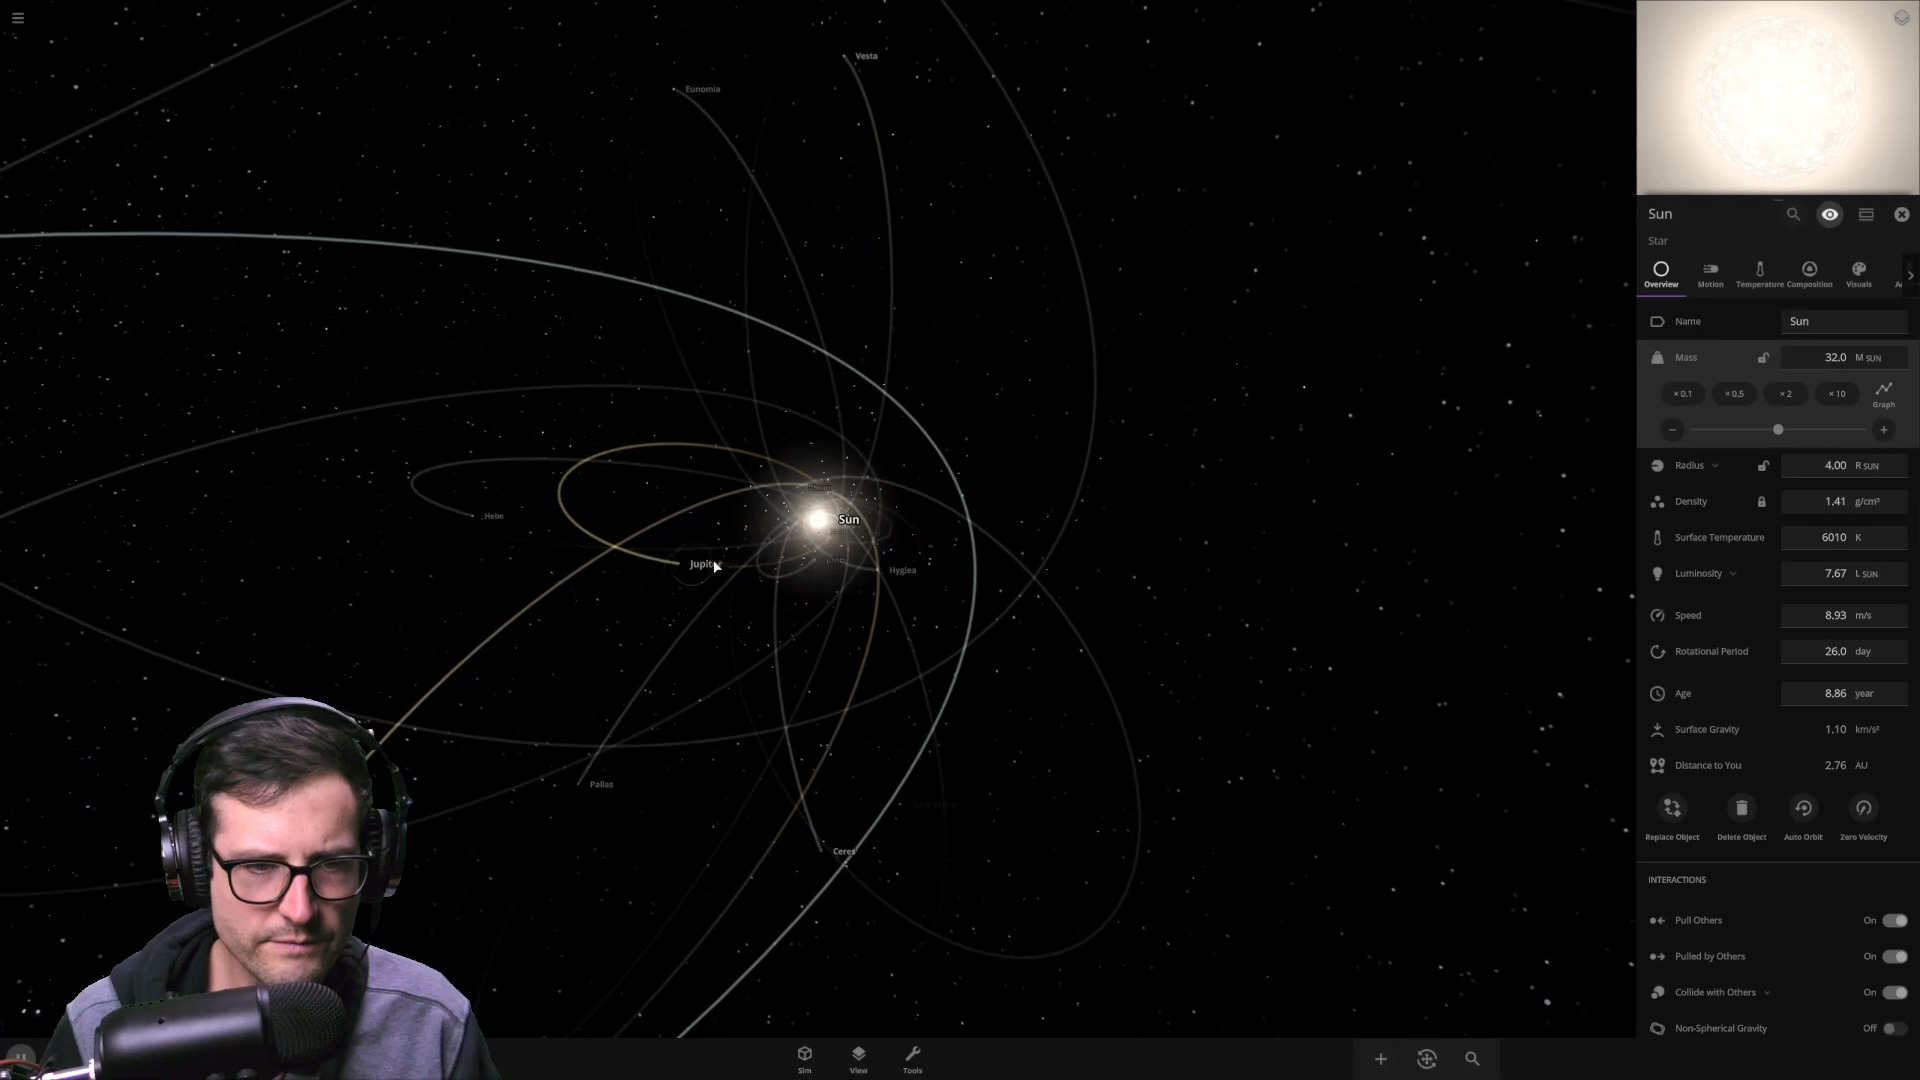 Vesta
Eunomia
Hebe
Sun
Jupiter
Hygiea
Pallas
Ceres
Sun
Star
Overview
Motion
Temperature
Composition
Visuals
Name
Sun
Mass
32.0 M SUN
× 0.1
× 0.5
× 2
× 10
Graph
Radius
4.00 R SUN
Density
1.41 g/cm³
Surface Temperature
6010 K
Luminosity
7.67 L SUN
Speed
8.93 m/s
Rotational Period
26.0 day
Age
8.86 year
Surface Gravity
1.10 km/s²
Distance to You
2.76 AU
Replace Object
Delete Object
Auto Orbit
Zero Velocity
INTERACTIONS
Pull Others
On
Pulled by Others
On
Collide with Others
On
Non-Spherical Gravity
Off
Sim
View
Tools